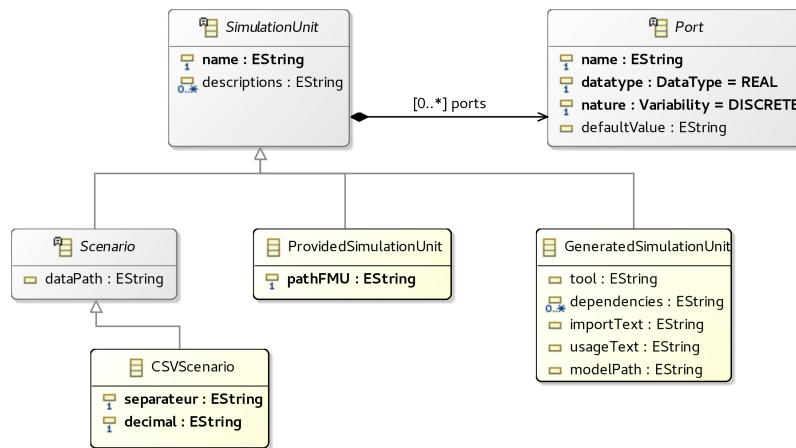 SimulationUnit
name : EString
descriptions : EString
[0..*] ports
Port
name : EString
datatype : DataType = REAL
nature : Variability = DISCRETE
defaultValue : EString
Scenario
dataPath : EString
ProvidedSimulationUnit
pathFMU : EString
GeneratedSimulationUnit
tool : EString
dependencies : EString
importText : EString
usageText : EString
modelPath : EString
CSVScenario
separateur : EString
decimal : EString